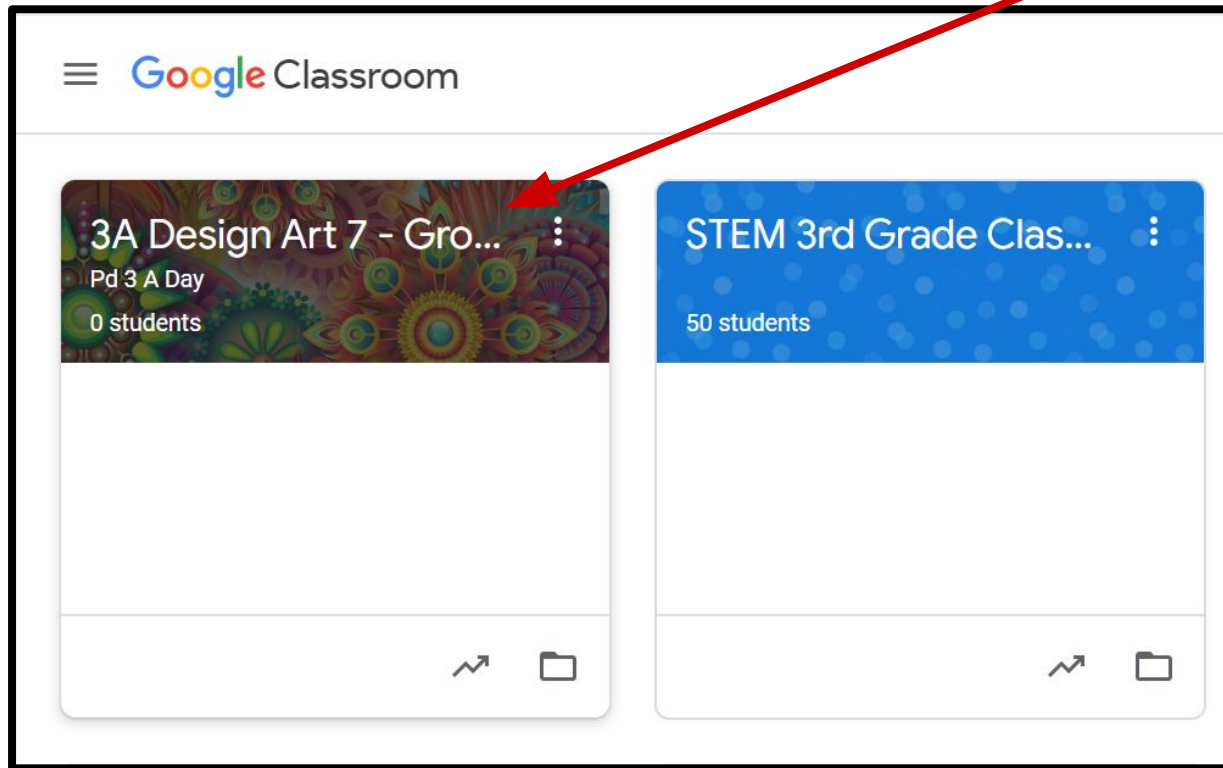 Google Classroom
3A Design Art 7 - Gro...
Pd 3 A Day
0 students
STEM 3rd Grade Clas...
50 students